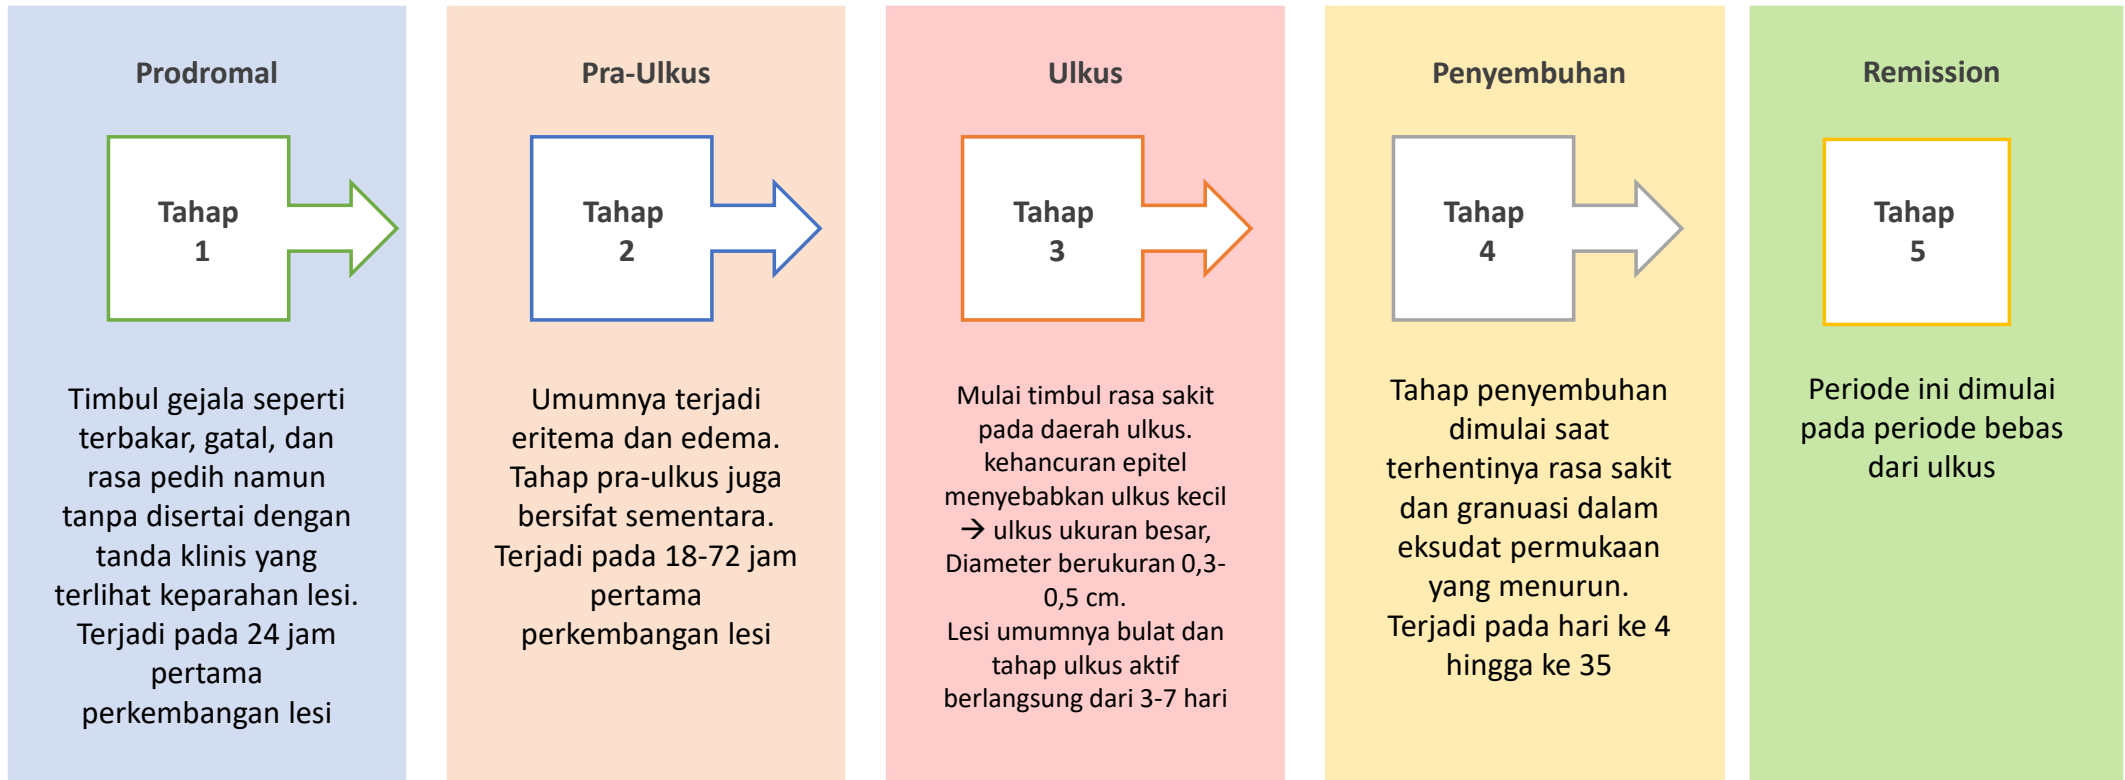 Prodromal
Tahap
1
Timbul gejala seperti
terbakar, gatal, dan
rasa pedih namun
tanpa disertai dengan
tanda klinis yang
terlihat keparahan lesi.
Terjadi pada 24 jam
pertama
perkembangan lesi
Pra-Ulkus
Tahap
2
Umumnya terjadi
eritema dan edema.
Tahap pra-ulkus juga
bersifat sementara.
Terjadi pada 18-72 jam
pertama
perkembangan lesi
Ulkus
Tahap
3
Mulai timbul rasa sakit
pada daerah ulkus.
kehancuran epitel
menyebabkan ulkus kecil
→ ulkus ukuran besar,
Diameter berukuran 0,3-
0,5 cm.
Lesi umumnya bulat dan
tahap ulkus aktif
berlangsung dari 3-7 hari
Penyembuhan
Tahap
4
Tahap penyembuhan
dimulai saat
terhentinya rasa sakit
dan granuasi dalam
eksudat permukaan
yang menurun.
Terjadi pada hari ke 4
hingga ke 35
Remission
Tahap
5
Periode ini dimulai
pada periode bebas
dari ulkus